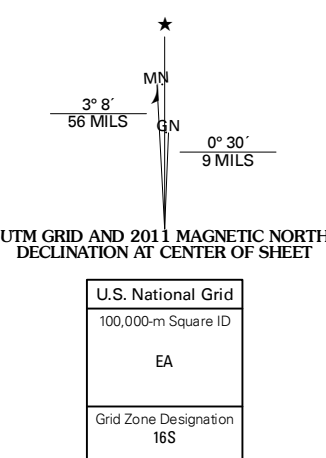 ★
MN
3° 8´
56 MILS
GN
0° 30´
9 MILS
UTM GRID AND 2011 MAGNETIC NORTH
DECLINATION AT CENTER OF SHEET
U.S. National Grid
100,000-m Square ID
EA
Grid Zone Designation
16S